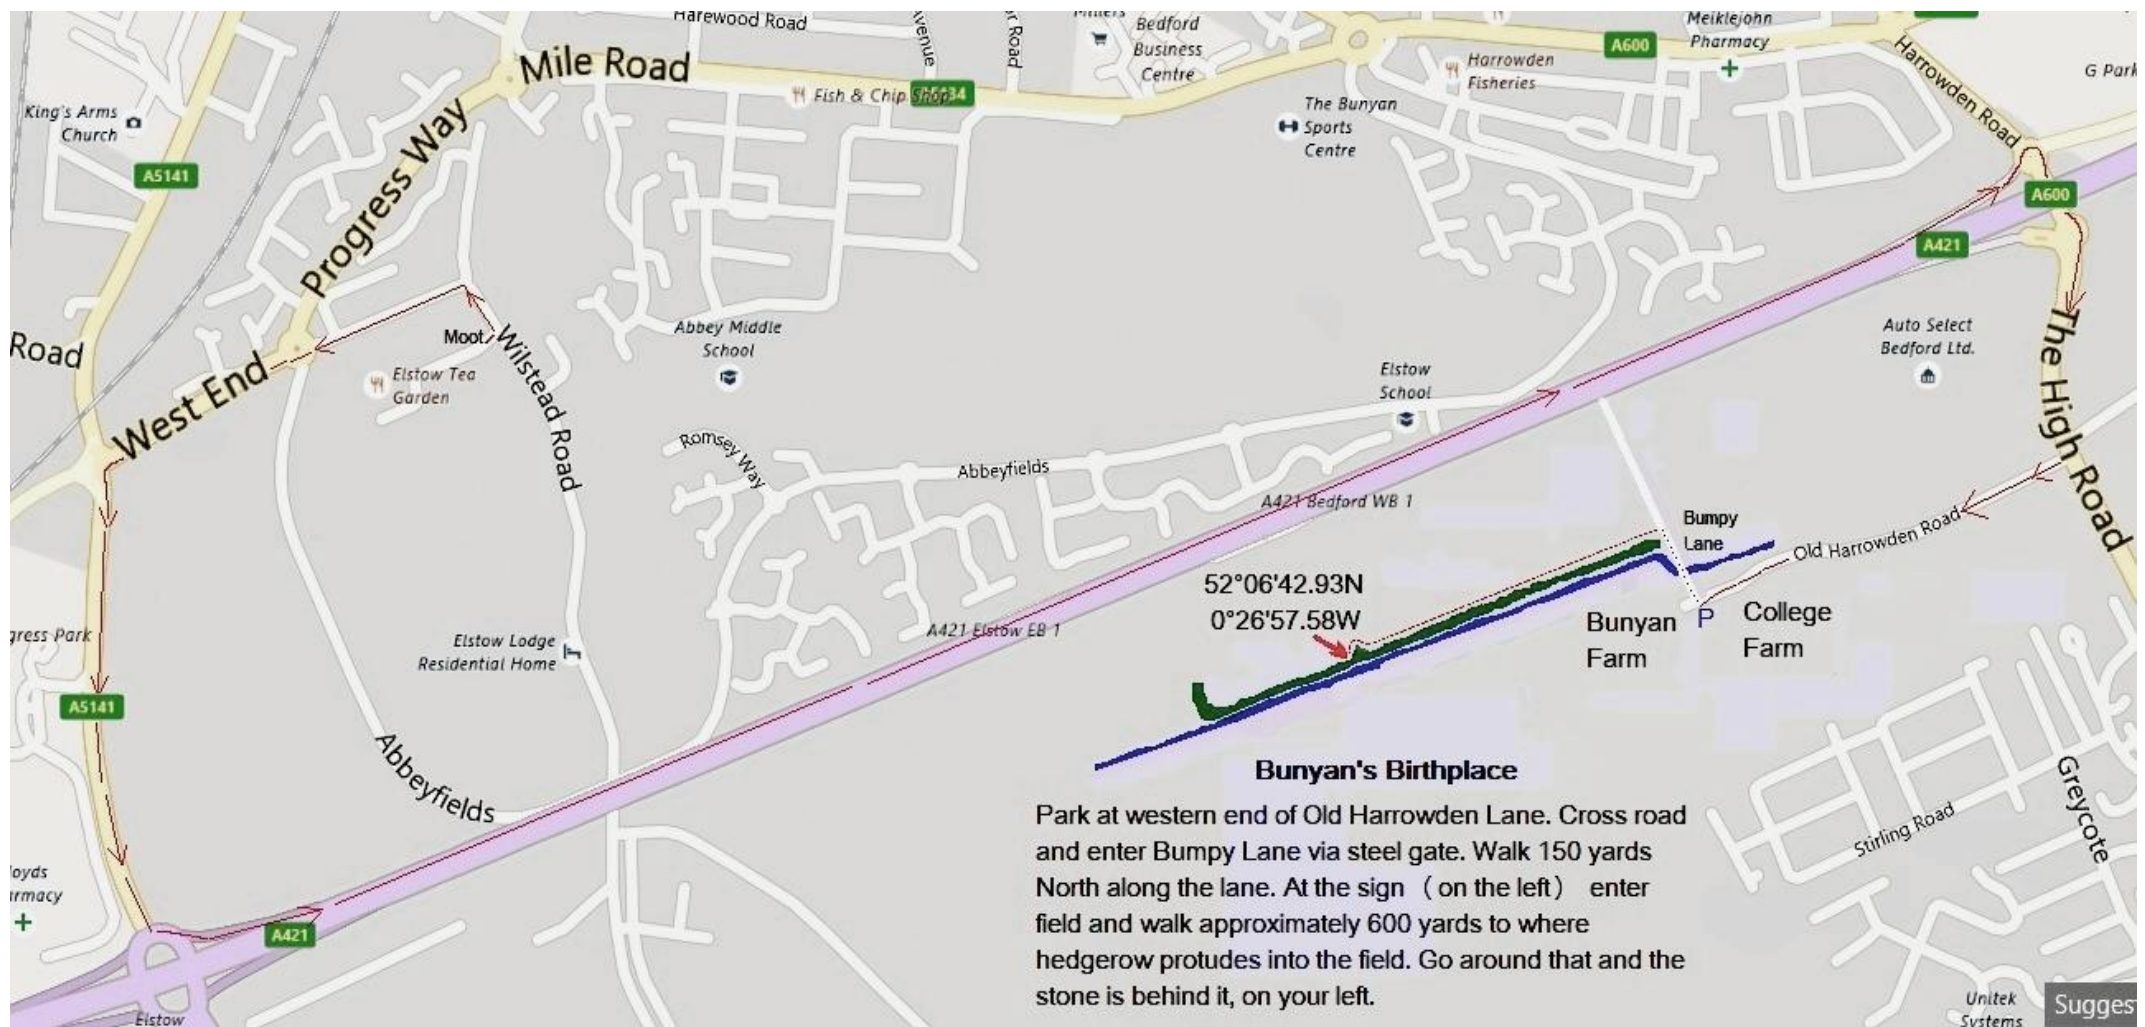 Harewood Road
Avenue
Road
Bedford
Business
Centre
Meiklejohn
Pharmacy
A600
Harrowden
Fisheries
Harrowden Road
G Park
Mile Road
Fish & Chip Shop
King's Arms
Church
A5141
Progress Way
The Bunyan
Sports
Centre
A600
A421
Moot
Wilstead Road
Abbey Middle
School
Road
West End
Elstow Tea
Garden
Elstow
School
Auto Select
Bedford Ltd.
The High Road
Romsey Way
Abbeyfields
A421 Bedford WB 1
Bumpy
Lane
Old Harrowden Road
52°06'42.93N
0°26'57.58W
A421 Elstow EB 1
Elstow Lodge
Residential Home
gress Park
A5141
Bunyan
Farm
P
College
Farm
Abbeyfields
Bunyan's Birthplace
Park at western end of Old Harrowden Lane. Cross road
and enter Bumpy Lane via steel gate. Walk 150 yards
North along the lane. At the sign (on the left) enter
field and walk approximately 600 yards to where
hedgerow protudes into the field. Go around that and the
stone is behind it, on your left.
Stirling Road
Greycote
oyds
armacy
A421
Elstow
Unitek
Systems
Suggest